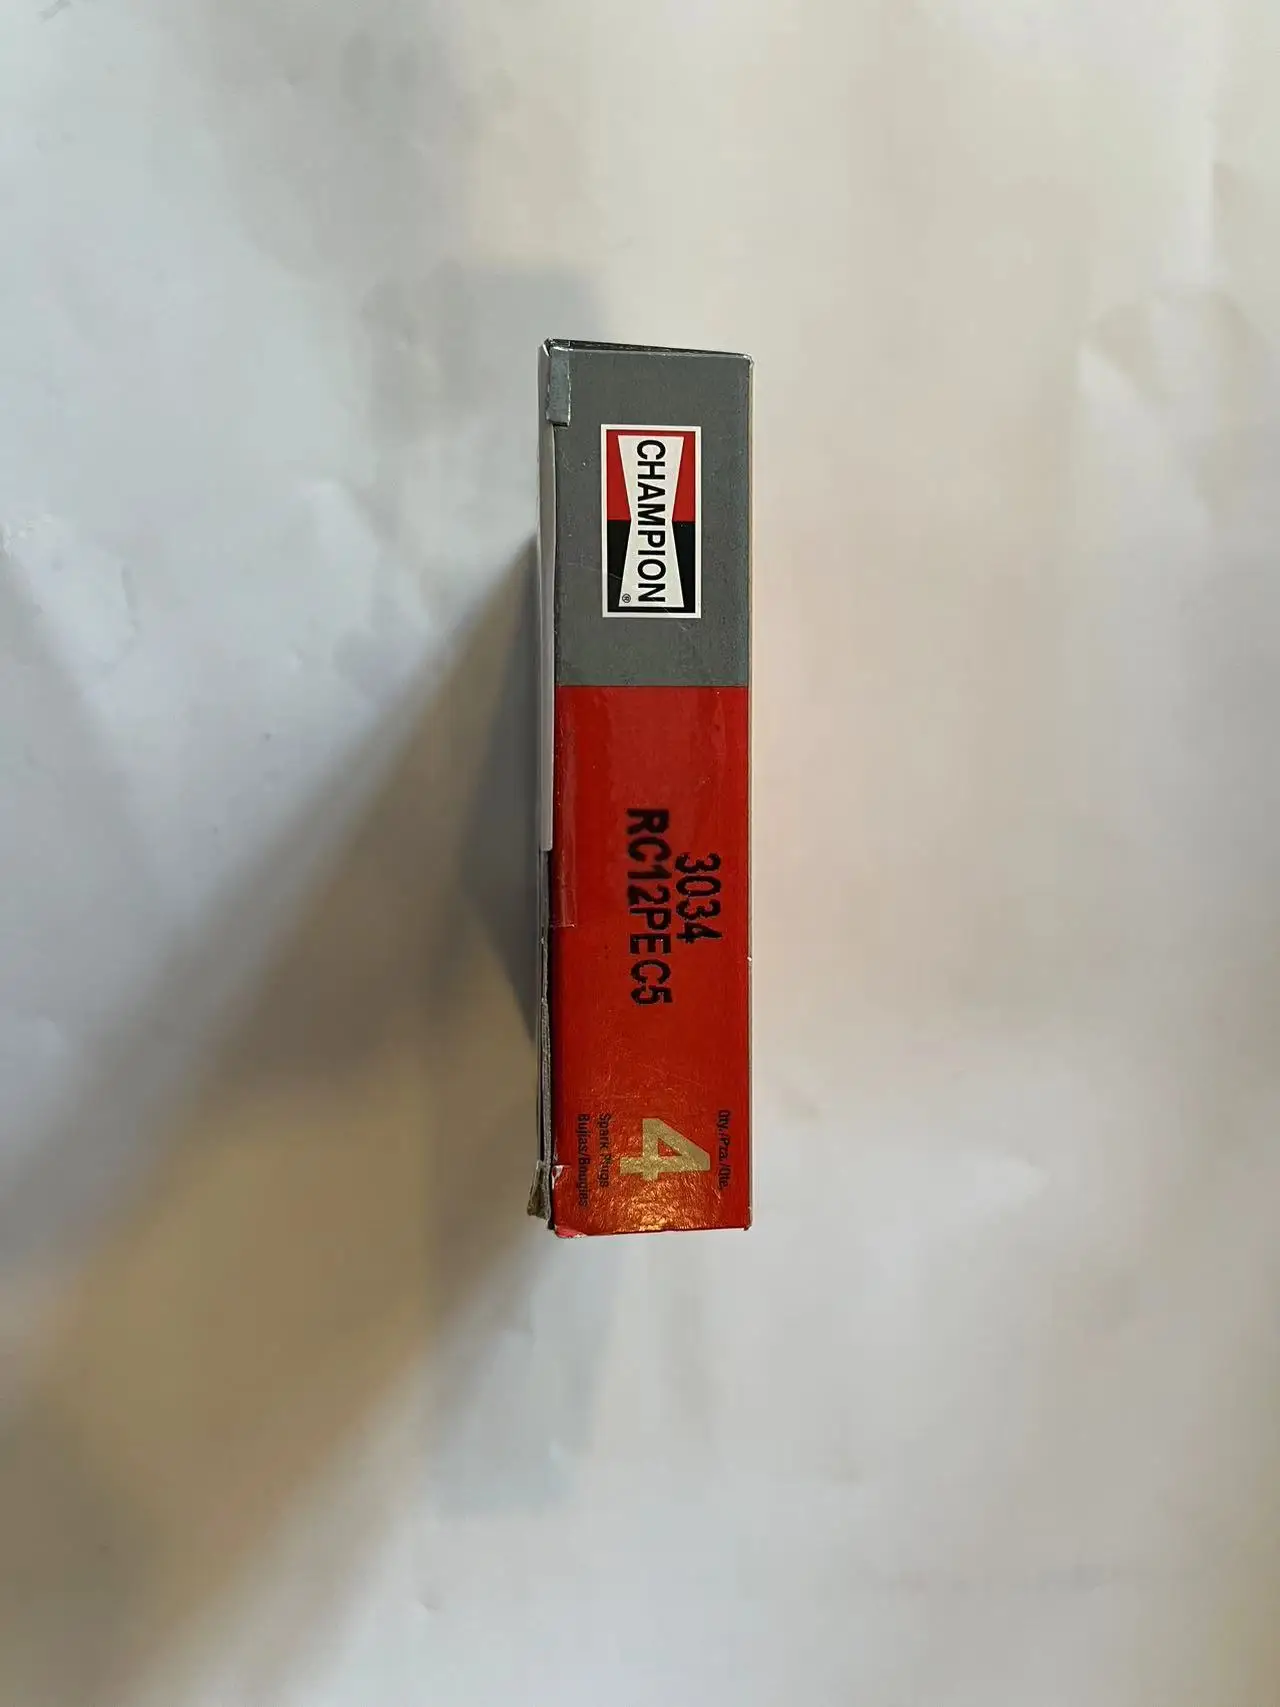 CHAMPION®
3034
RC12PEC5
Qty./Pza./Qte.
4
Spark Plugs
Bujias/Bougies